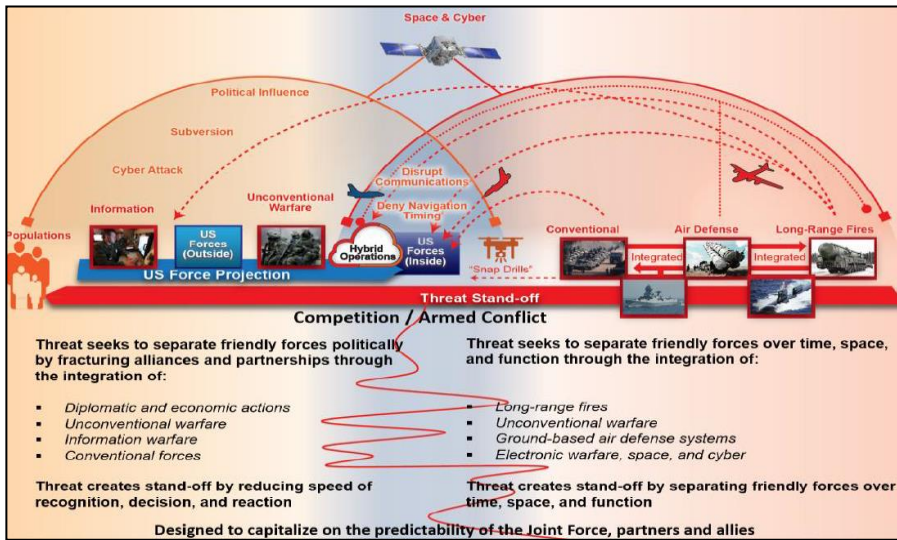 Space & Cyber
Political Influence
Subversion
Cyber Attack
Disrupt
Communications
Deny Navigation
Timing
Information
Unconventional
Warfare
Conventional
Air Defense
Long-Range Fires
Populations
US
Forces
(Outside)
Hybrid
Operations
US
Forces
(Inside)
Integrated
Integrated
"Snap Drills"
US Force Projection
Threat Stand-off
Competition / Armed Conflict
Threat seeks to separate friendly forces politically
by fracturing alliances and partnerships through
the integration of:
▪ Diplomatic and economic actions
▪ Unconventional warfare
▪ Information warfare
▪ Conventional forces
Threat creates stand-off by reducing speed of
recognition, decision, and reaction
Threat seeks to separate friendly forces over time, space,
and function through the integration of:
▪ Long-range fires
▪ Unconventional warfare
▪ Ground-based air defense systems
▪ Electronic warfare, space, and cyber
Threat creates stand-off by separating friendly forces over
time, space, and function
Designed to capitalize on the predictability of the Joint Force, partners and allies